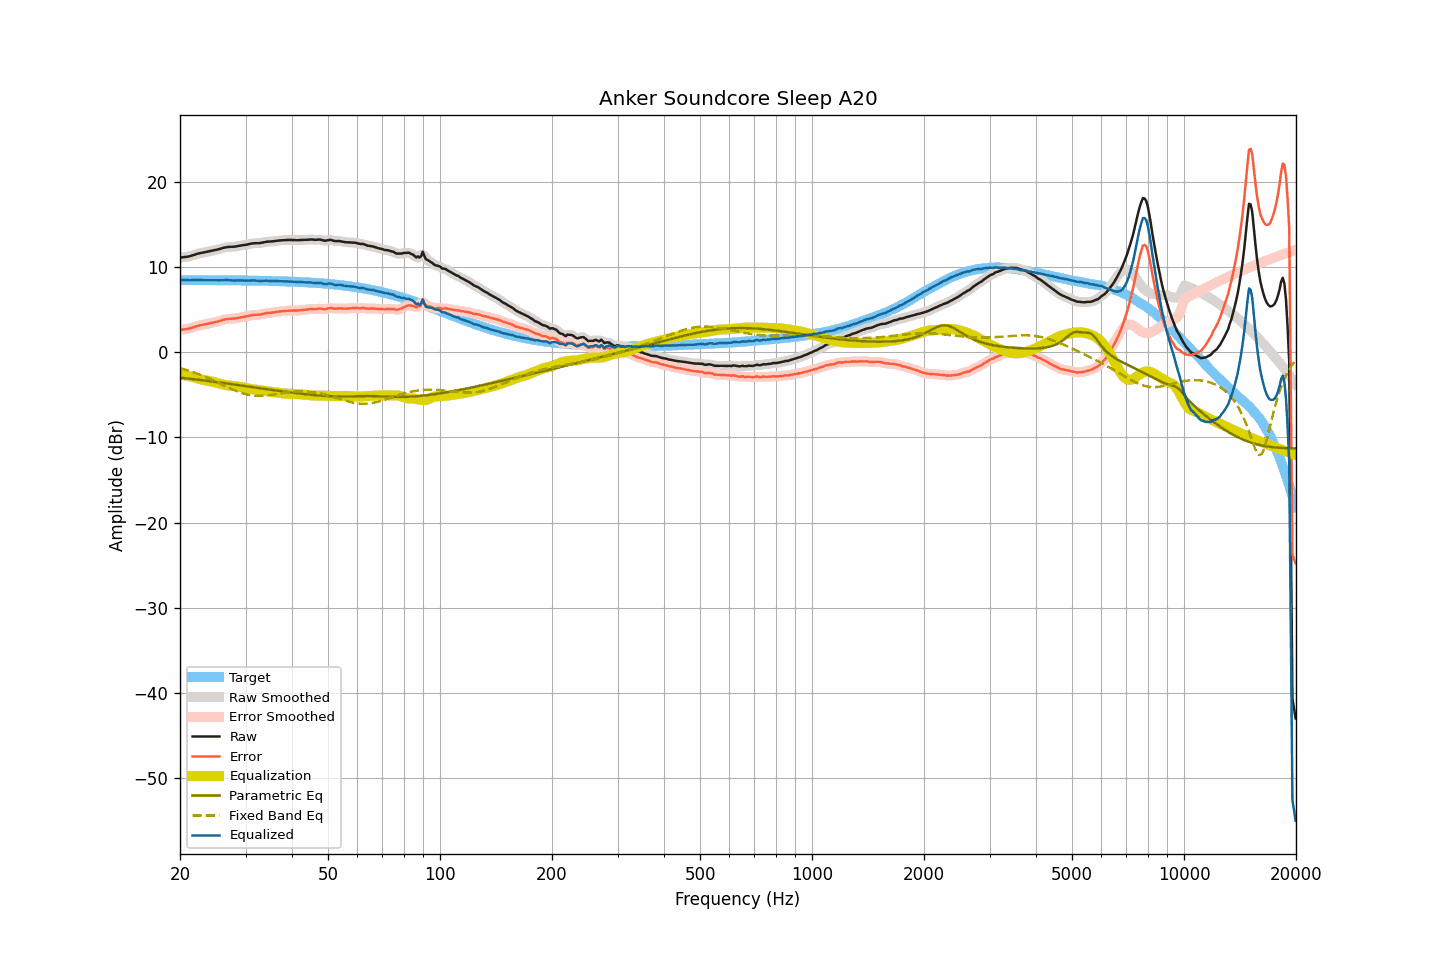 Anker Soundcore Sleep A20
Amplitude (dBr)
20
10
0
−10
−20
−30
−40
−50
Target
Raw Smoothed
Error Smoothed
Raw
Error
Equalization
Parametric Eq
Fixed Band Eq
Equalized
20 50 100 200 500 1000 2000 5000 10000 20000
Frequency (Hz)